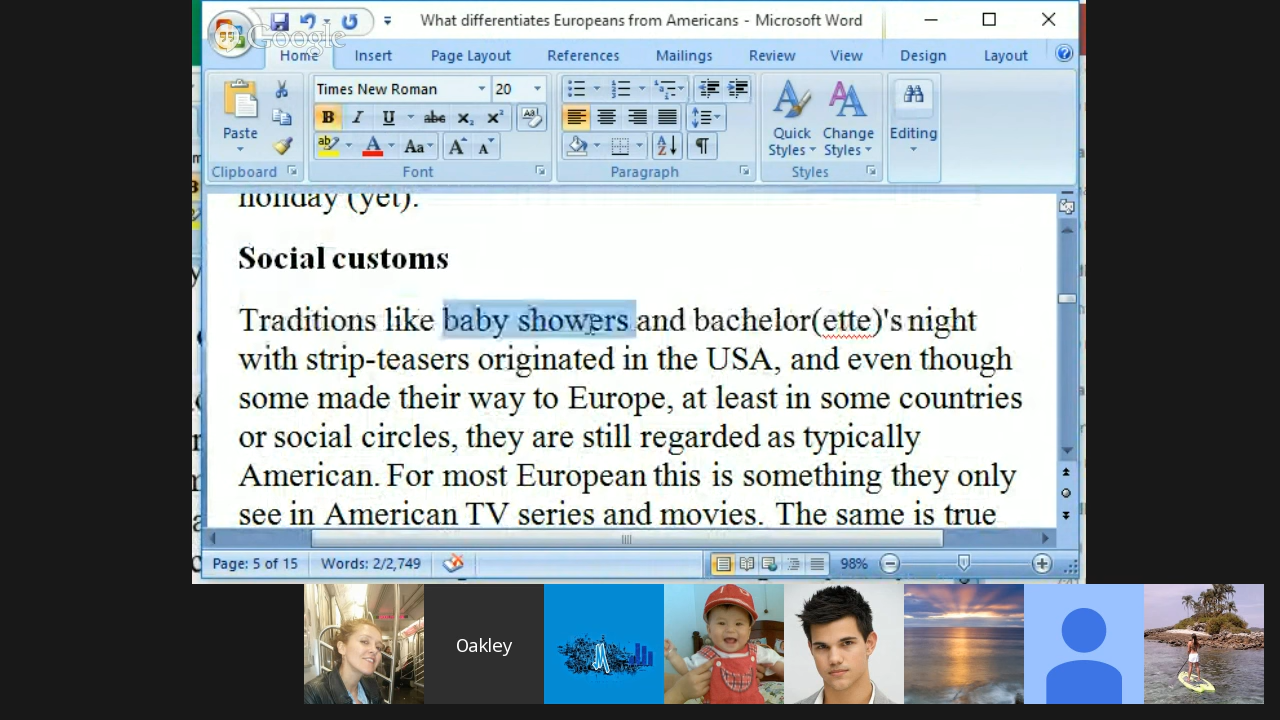 What differentiates Europeans from Americans - Microsoft Word
Google
Home Insert Page Layout References Mailings Review View Design Layout
Times New Roman 20
Paste
Quick Styles
Change Styles
Editing
Clipboard Font Paragraph Styles
holiday (yet).
Social customs
Traditions like baby showers and bachelor(ette)'s night
with strip-teasers originated in the USA, and even though
some made their way to Europe, at least in some countries
or social circles, they are still regarded as typically
American. For most European this is something they only
see in American TV series and movies. The same is true
Page: 5 of 15 Words: 2/2,749 98%
Oakley